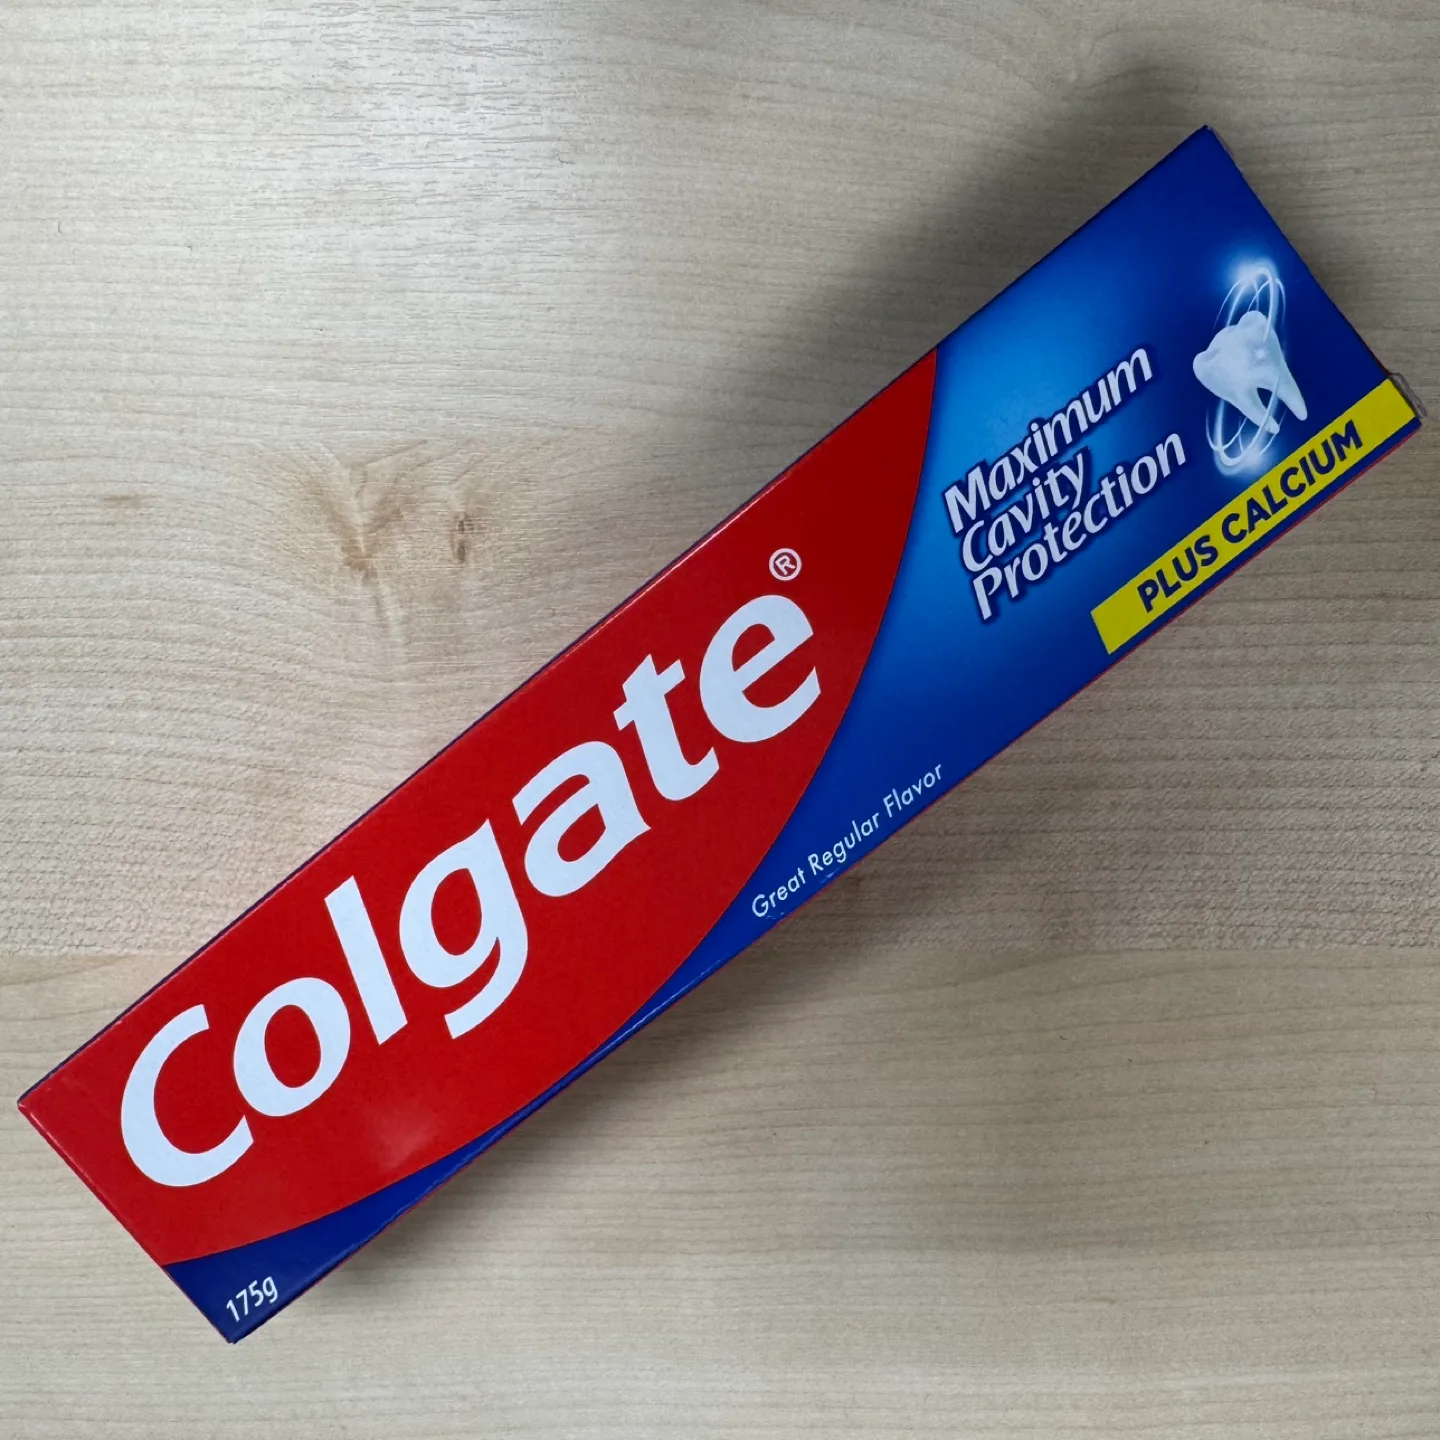 Colgate®
Maximum
Cavity
Protection
PLUS CALCIUM
Great Regular Flavor
175g